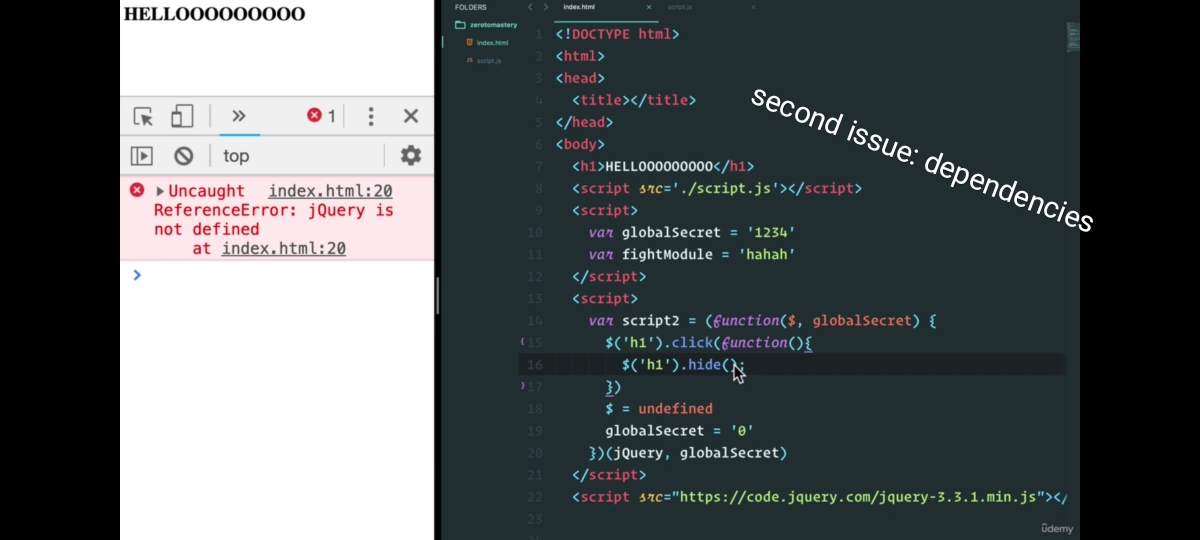 HELLOOOOOOOOO
1
top
Uncaught index.html:20
ReferenceError: jQuery is
not defined
at index.html:20
FOLDERS
zerotomastery
index.html
script.js
index.html
script.js
1 <!DOCTYPE html>
2 <html>
3 <head>
4 <title></title>
5 </head>
6 <body>
7 <h1>HELLOOOOOOOOO</h1>
8 <script src='./script.js'></script>
9 <script>
10 var globalSecret = '1234'
11 var fightModule = 'hahah'
12 </script>
13 <script>
14 var script2 = (function($, globalSecret) {
15 $('h1').click(function(){
16 $('h1').hide();
17 })
18 $ = undefined
19 globalSecret = '0'
20 })(jQuery, globalSecret)
21 </script>
22 <script src="https://code.jquery.com/jquery-3.3.1.min.js"></
23
second issue: dependencies
ûdemy